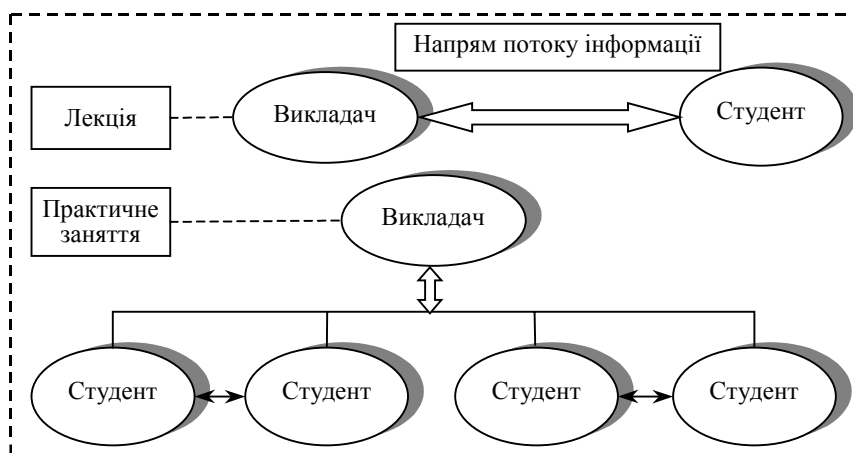 Напрям потоку інформації
Лекція
Викладач
Студент
Практичне
заняття
Викладач
Студент
Студент
Студент
Студент